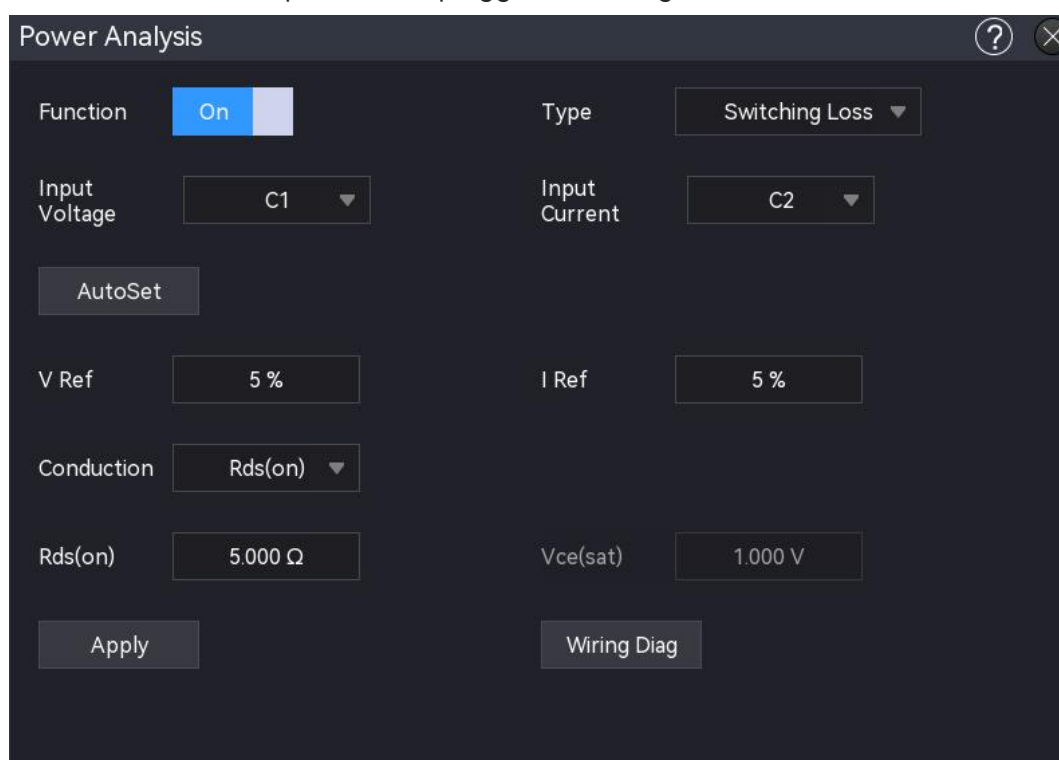 Power Analysis ?
Function On Type Switching Loss
Input Voltage C1 Input Current C2
AutoSet
V Ref 5 % I Ref 5 %
Conduction Rds(on)
Rds(on) 5.000 Ω Vce(sat) 1.000 V
Apply Wiring Diag